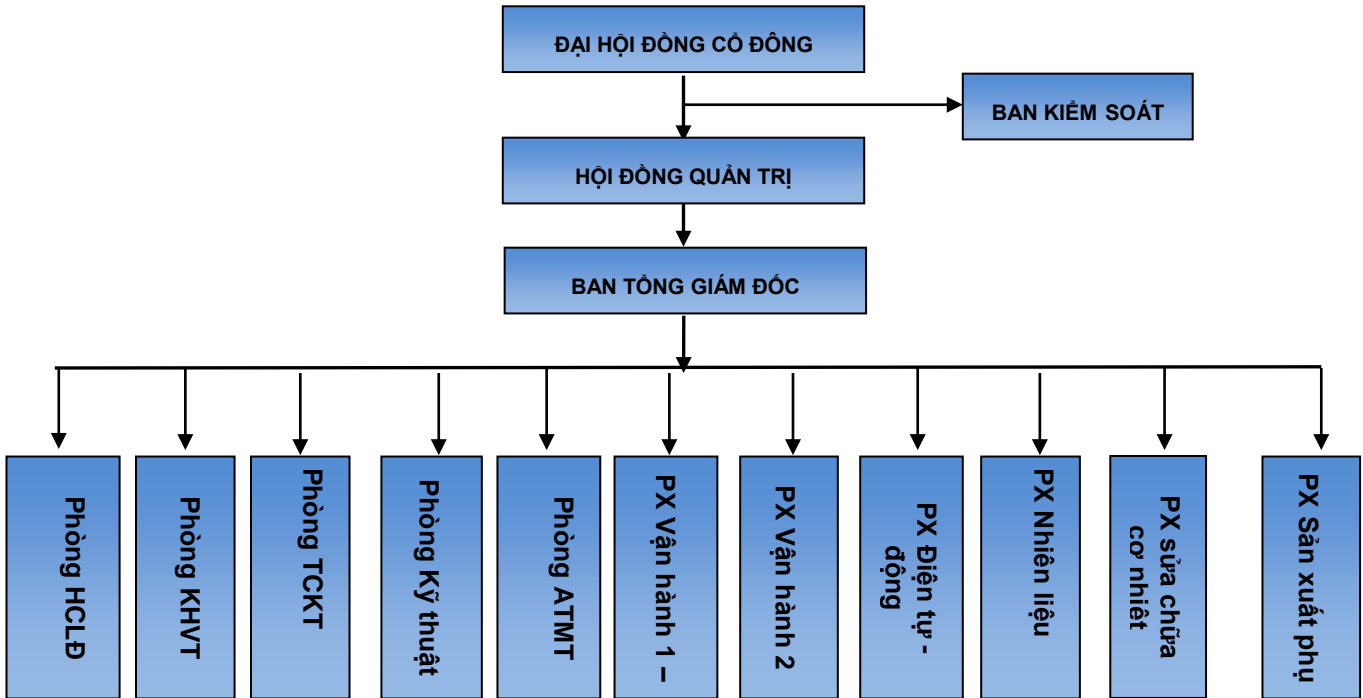 ĐẠI HỘI ĐỒNG CỔ ĐÔNG
BAN KIỂM SOÁT
HỘI ĐỒNG QUẢN TRỊ
BAN TỔNG GIÁM ĐỐC
Phòng HCLĐ
Phòng KHVT
Phòng TCKT
Phòng Kỹ thuật
Phòng ATMT
PX Vận hành 1 –
PX Vận hành 2
PX Điện tự -
động
PX Nhiên liệu
PX sửa chữa
cơ nhiêt
PX Sản xuất phụ